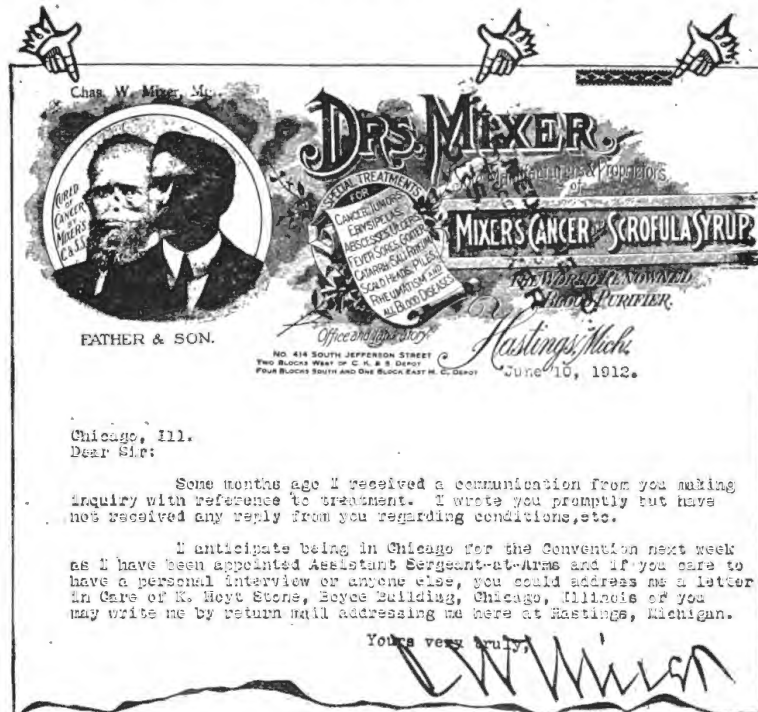 Chas. W. Mixer, M.
DRS. MIXER.
& Proprietors
of
MIXER'S CANCER AND SCROFULA SYRUP.
THE WORLD RENOWNED
BLOOD PURIFIER.
CURED
OF
CANCER
BY
MIXER'S
C.& S.S.
SPECIAL TREATMENTS
FOR
CANCER, TUMORS
ERYSIPELAS,
ABSCESSES, ULCERS
FEVER SORES, GOITER
CATARRH, SALT RHEUM
SCALD HEADS, PILES
RHEUMATISM AND
ALL BLOOD DISEASES
FATHER & SON.
Office and Laboratory:
NO. 414 SOUTH JEFFERSON STREET
TWO BLOCKS WEST OF C. K. & S DEPOT
FOUR BLOCKS SOUTH AND ONE BLOCK EAST M. C. DEPOT
Hastings, Mich.
June 10, 1912.
Chicago, Ill.
Dear Sir:
Some months ago I received a communication from you making
inquiry with reference to treatment. I wrote you promptly but have
not received any reply from you regarding conditions,etc.
I anticipate being in Chicago for the Convention next week
as I have been appointed Assistant Sergeant-at-Arms and if you care to
have a personal interview or anyone else, you could address me a letter
in Care of K. Hoyt Stone, Boyce Building, Chicago, Illinois or you
may write me by return mail addressing me here at Hastings, Michigan.
Yours very truly,
C W Mixer